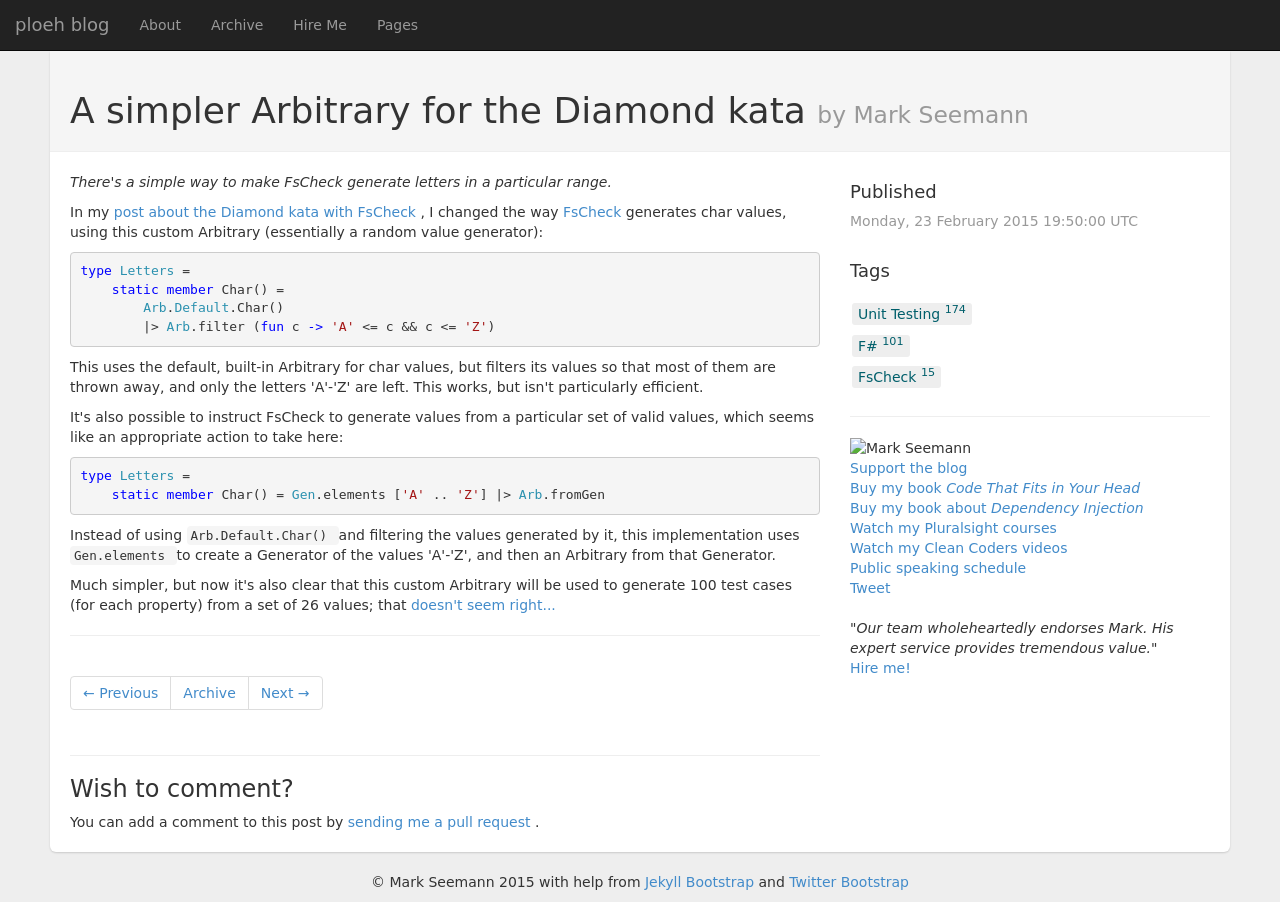 ploeh blog About Archive Hire Me Pages
A simpler Arbitrary for the Diamond kata by Mark Seemann
There's a simple way to make FsCheck generate letters in a particular range.
In my post about the Diamond kata with FsCheck , I changed the way FsCheck generates char values,
using this custom Arbitrary (essentially a random value generator):
type Letters =
    static member Char() =
        Arb.Default.Char()
        |> Arb.filter (fun c -> 'A' <= c && c <= 'Z')
This uses the default, built-in Arbitrary for char values, but filters its values so that most of them are
thrown away, and only the letters 'A'-'Z' are left. This works, but isn't particularly efficient.
It's also possible to instruct FsCheck to generate values from a particular set of valid values, which seems
like an appropriate action to take here:
type Letters =
    static member Char() = Gen.elements ['A' .. 'Z'] |> Arb.fromGen
Instead of using Arb.Default.Char() and filtering the values generated by it, this implementation uses
Gen.elements to create a Generator of the values 'A'-'Z', and then an Arbitrary from that Generator.
Much simpler, but now it's also clear that this custom Arbitrary will be used to generate 100 test cases
(for each property) from a set of 26 values; that doesn't seem right...
← Previous Archive Next →
Wish to comment?
You can add a comment to this post by sending me a pull request .
Published
Monday, 23 February 2015 19:50:00 UTC
Tags
Unit Testing 174
F# 101
FsCheck 15
Mark Seemann
Support the blog
Buy my book Code That Fits in Your Head
Buy my book about Dependency Injection
Watch my Pluralsight courses
Watch my Clean Coders videos
Public speaking schedule
Tweet
"Our team wholeheartedly endorses Mark. His
expert service provides tremendous value."
Hire me!
© Mark Seemann 2015 with help from Jekyll Bootstrap and Twitter Bootstrap